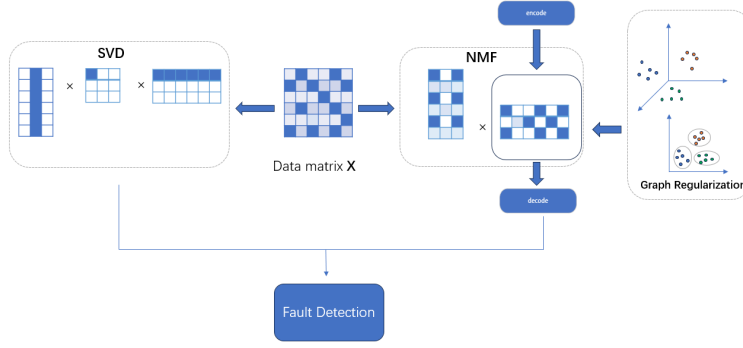 encode
SVD
NMF
× ×
×
Data matrix X
decode
Graph Regularization
Fault Detection